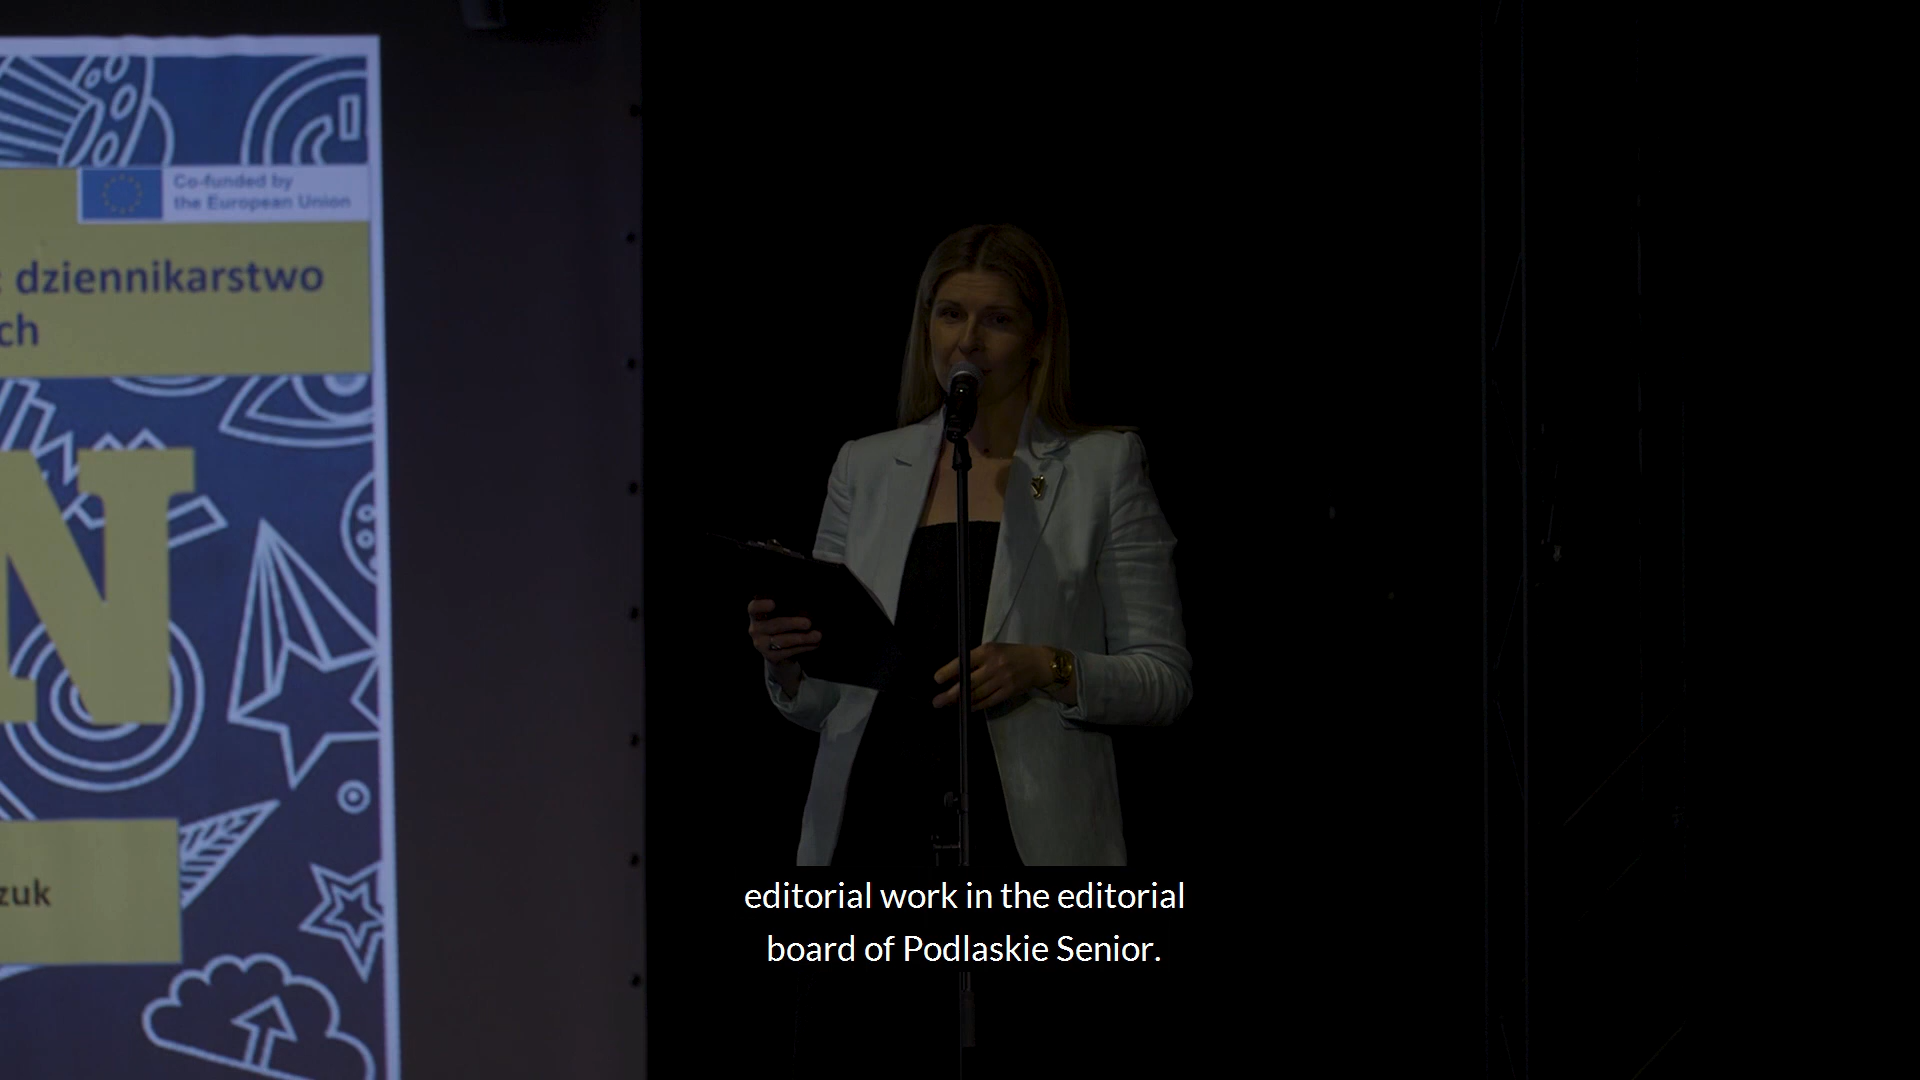 Co-funded by
the European Union
: dziennikarstwo
ch
N
zuk
editorial work in the editorial
board of Podlaskie Senior.